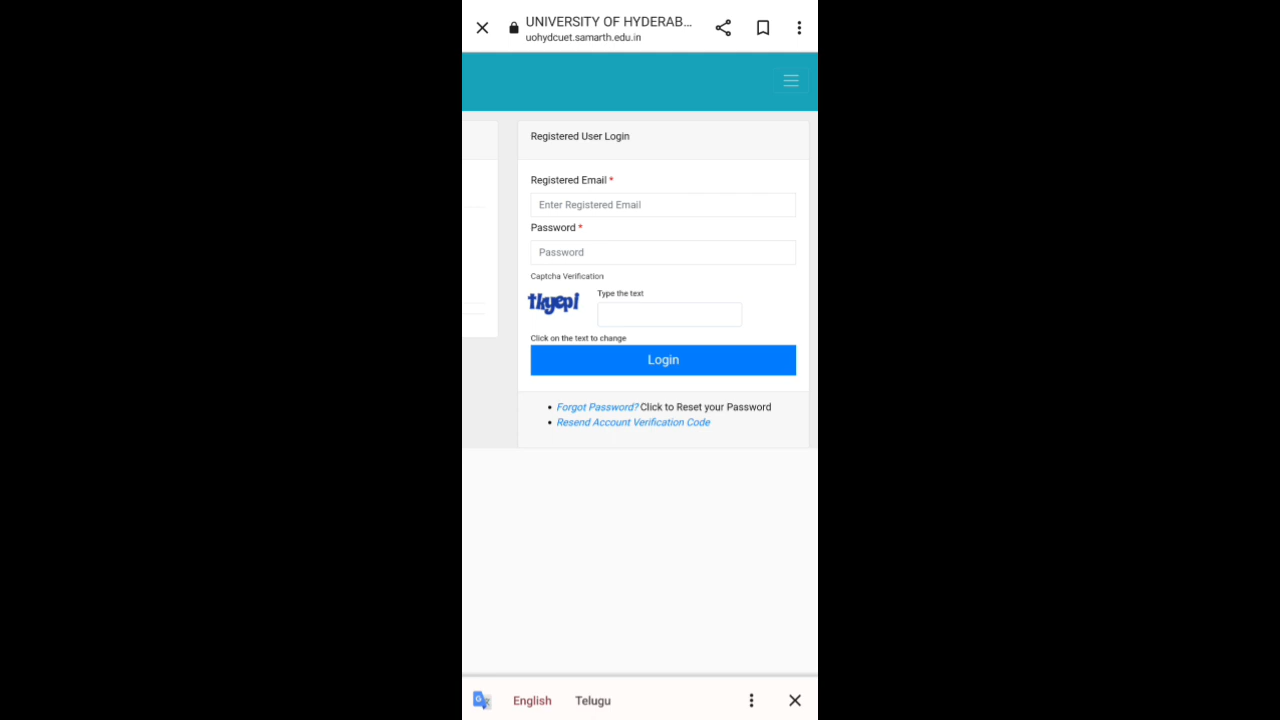 UNIVERSITY OF HYDERAB...
uohydcuet.samarth.edu.in
Registered User Login
Registered Email *
Enter Registered Email
Password *
Password
Captcha Verification
tkyepi
Type the text
Click on the text to change
Login
• Forgot Password? Click to Reset your Password
• Resend Account Verification Code
English Telugu